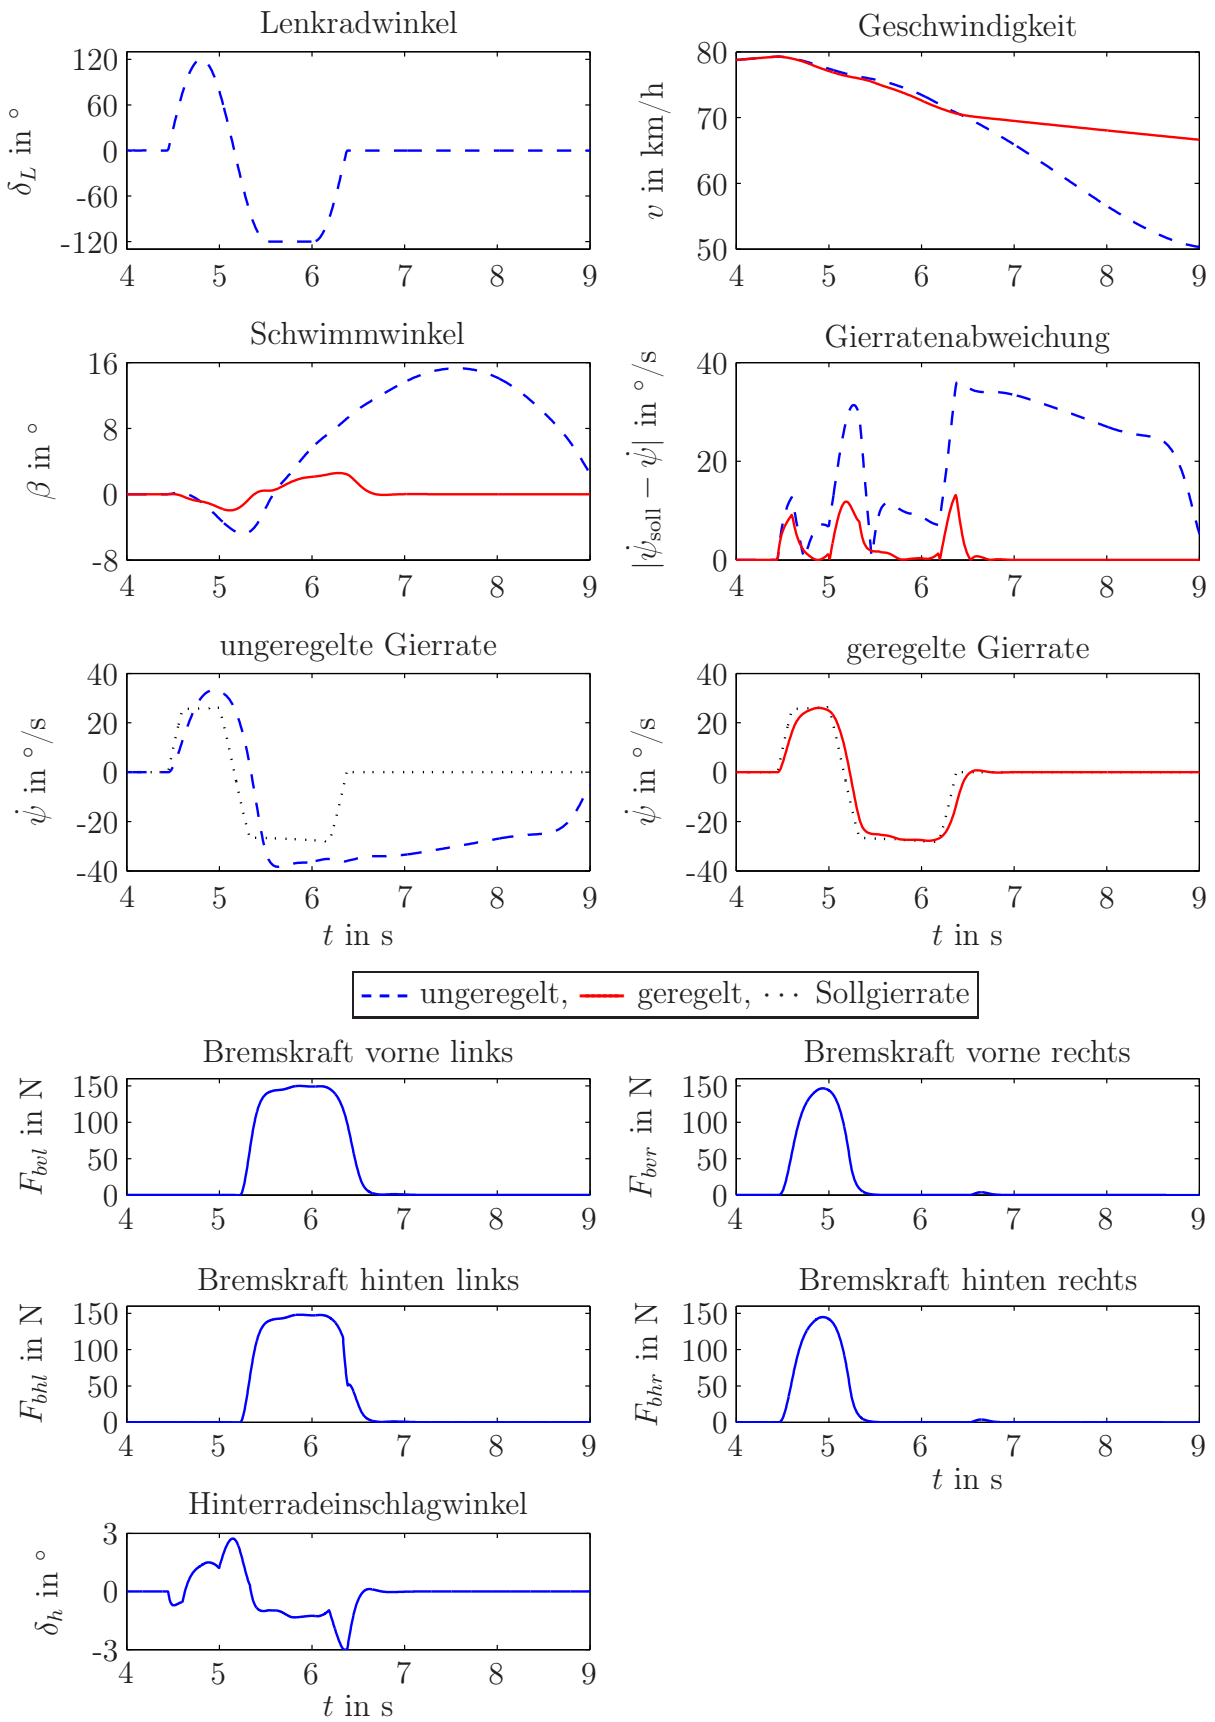 Lenkradwinkel
δ_L in °
120
60
0
-60
-120
4 5 6 7 8 9
Geschwindigkeit
v in km/h
80
70
60
50
4 5 6 7 8 9
Schwimmwinkel
β in °
16
8
0
-8
4 5 6 7 8 9
Gierratenabweichung
|ψ̇_soll − ψ̇| in °/s
40
20
0
4 5 6 7 8 9
ungeregelte Gierrate
ψ̇ in °/s
40
20
0
-20
-40
4 5 6 7 8 9
t in s
geregelte Gierrate
ψ̇ in °/s
40
20
0
-20
-40
4 5 6 7 8 9
t in s
ungeregelt, geregelt, ··· Sollgierrate
Bremskraft vorne links
F_bvl in N
150
100
50
0
4 5 6 7 8 9
Bremskraft vorne rechts
F_bvr in N
150
100
50
0
4 5 6 7 8 9
Bremskraft hinten links
F_bhl in N
150
100
50
0
4 5 6 7 8 9
Bremskraft hinten rechts
F_bhr in N
150
100
50
0
4 5 6 7 8 9
t in s
Hinterradeinschlagwinkel
δ_h in °
3
0
-3
4 5 6 7 8 9
t in s